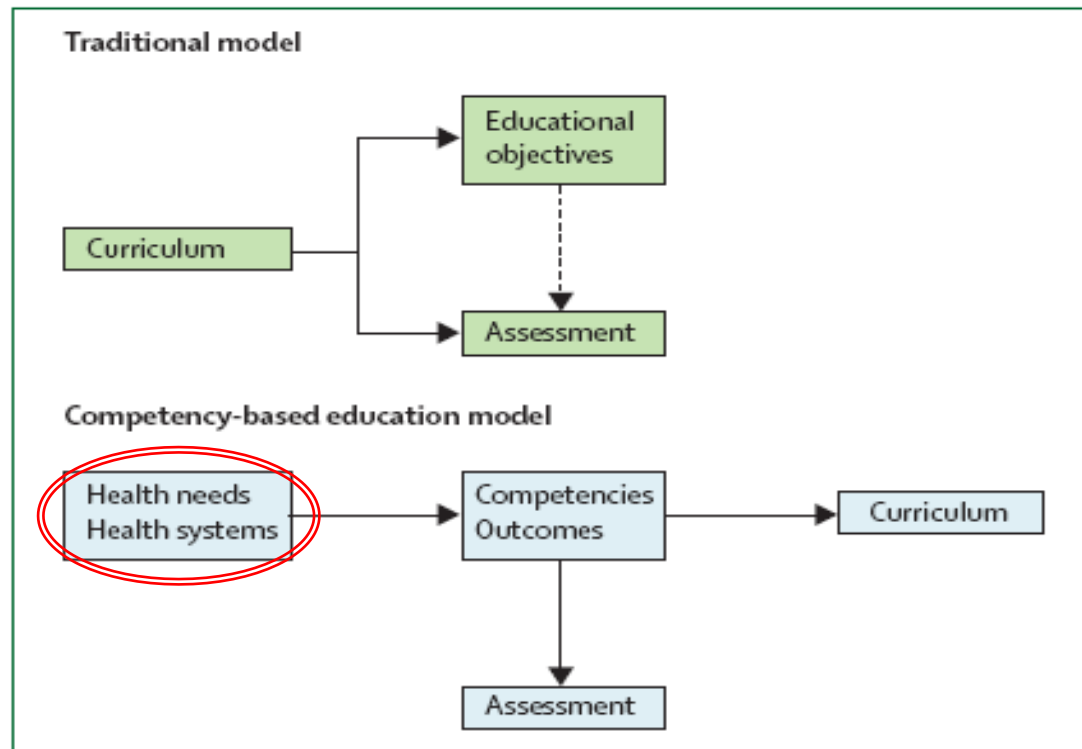 Traditional model
Educational
objectives
Curriculum
Assessment
Competency-based education model
Health needs
Health systems
Competencies
Outcomes
Curriculum
Assessment